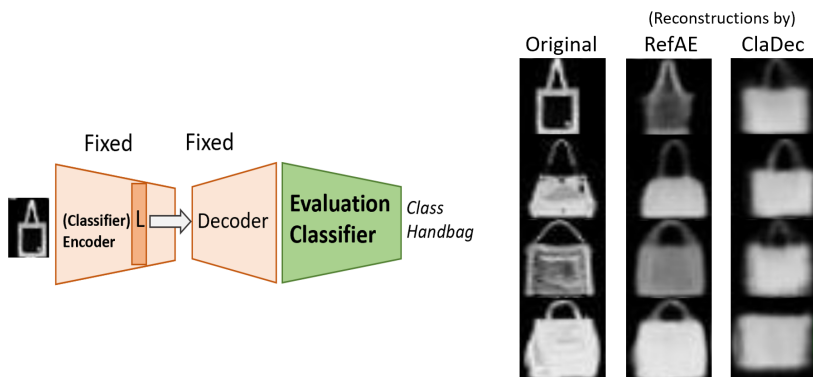 (Reconstructions by)
Original RefAE ClaDec
Fixed Fixed
(Classifier)
Encoder
L
Decoder
Evaluation
Classifier
Class
Handbag